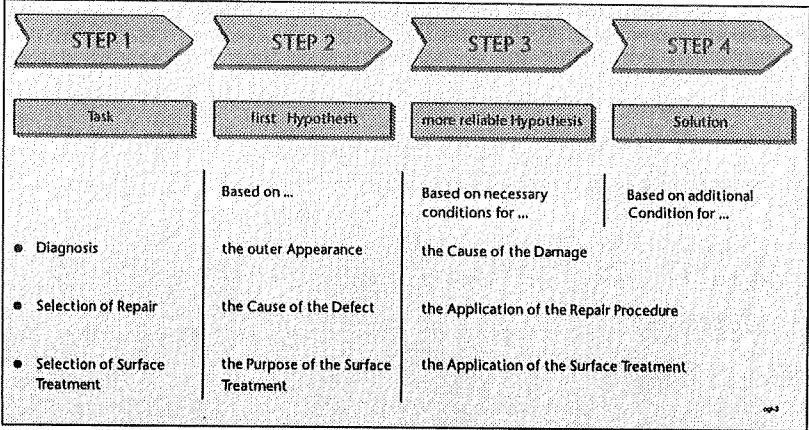 STEP 1
STEP 2
STEP 3
STEP 4
Task
first Hypothesis
more reliable Hypothesis
Solution
Based on ...
Based on necessary
conditions for ...
Based on additional
Condition for ...
Diagnosis
the outer Appearance
the Cause of the Damage
Selection of Repair
the Cause of the Defect
the Application of the Repair Procedure
Selection of Surface
Treatment
the Purpose of the Surface
Treatment
the Application of the Surface Treatment